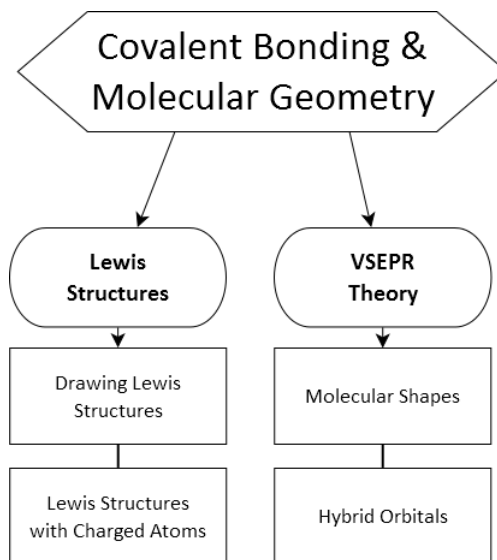 Covalent Bonding &
Molecular Geometry
Lewis
Structures
VSEPR
Theory
Drawing Lewis
Structures
Molecular Shapes
Lewis Structures
with Charged Atoms
Hybrid Orbitals